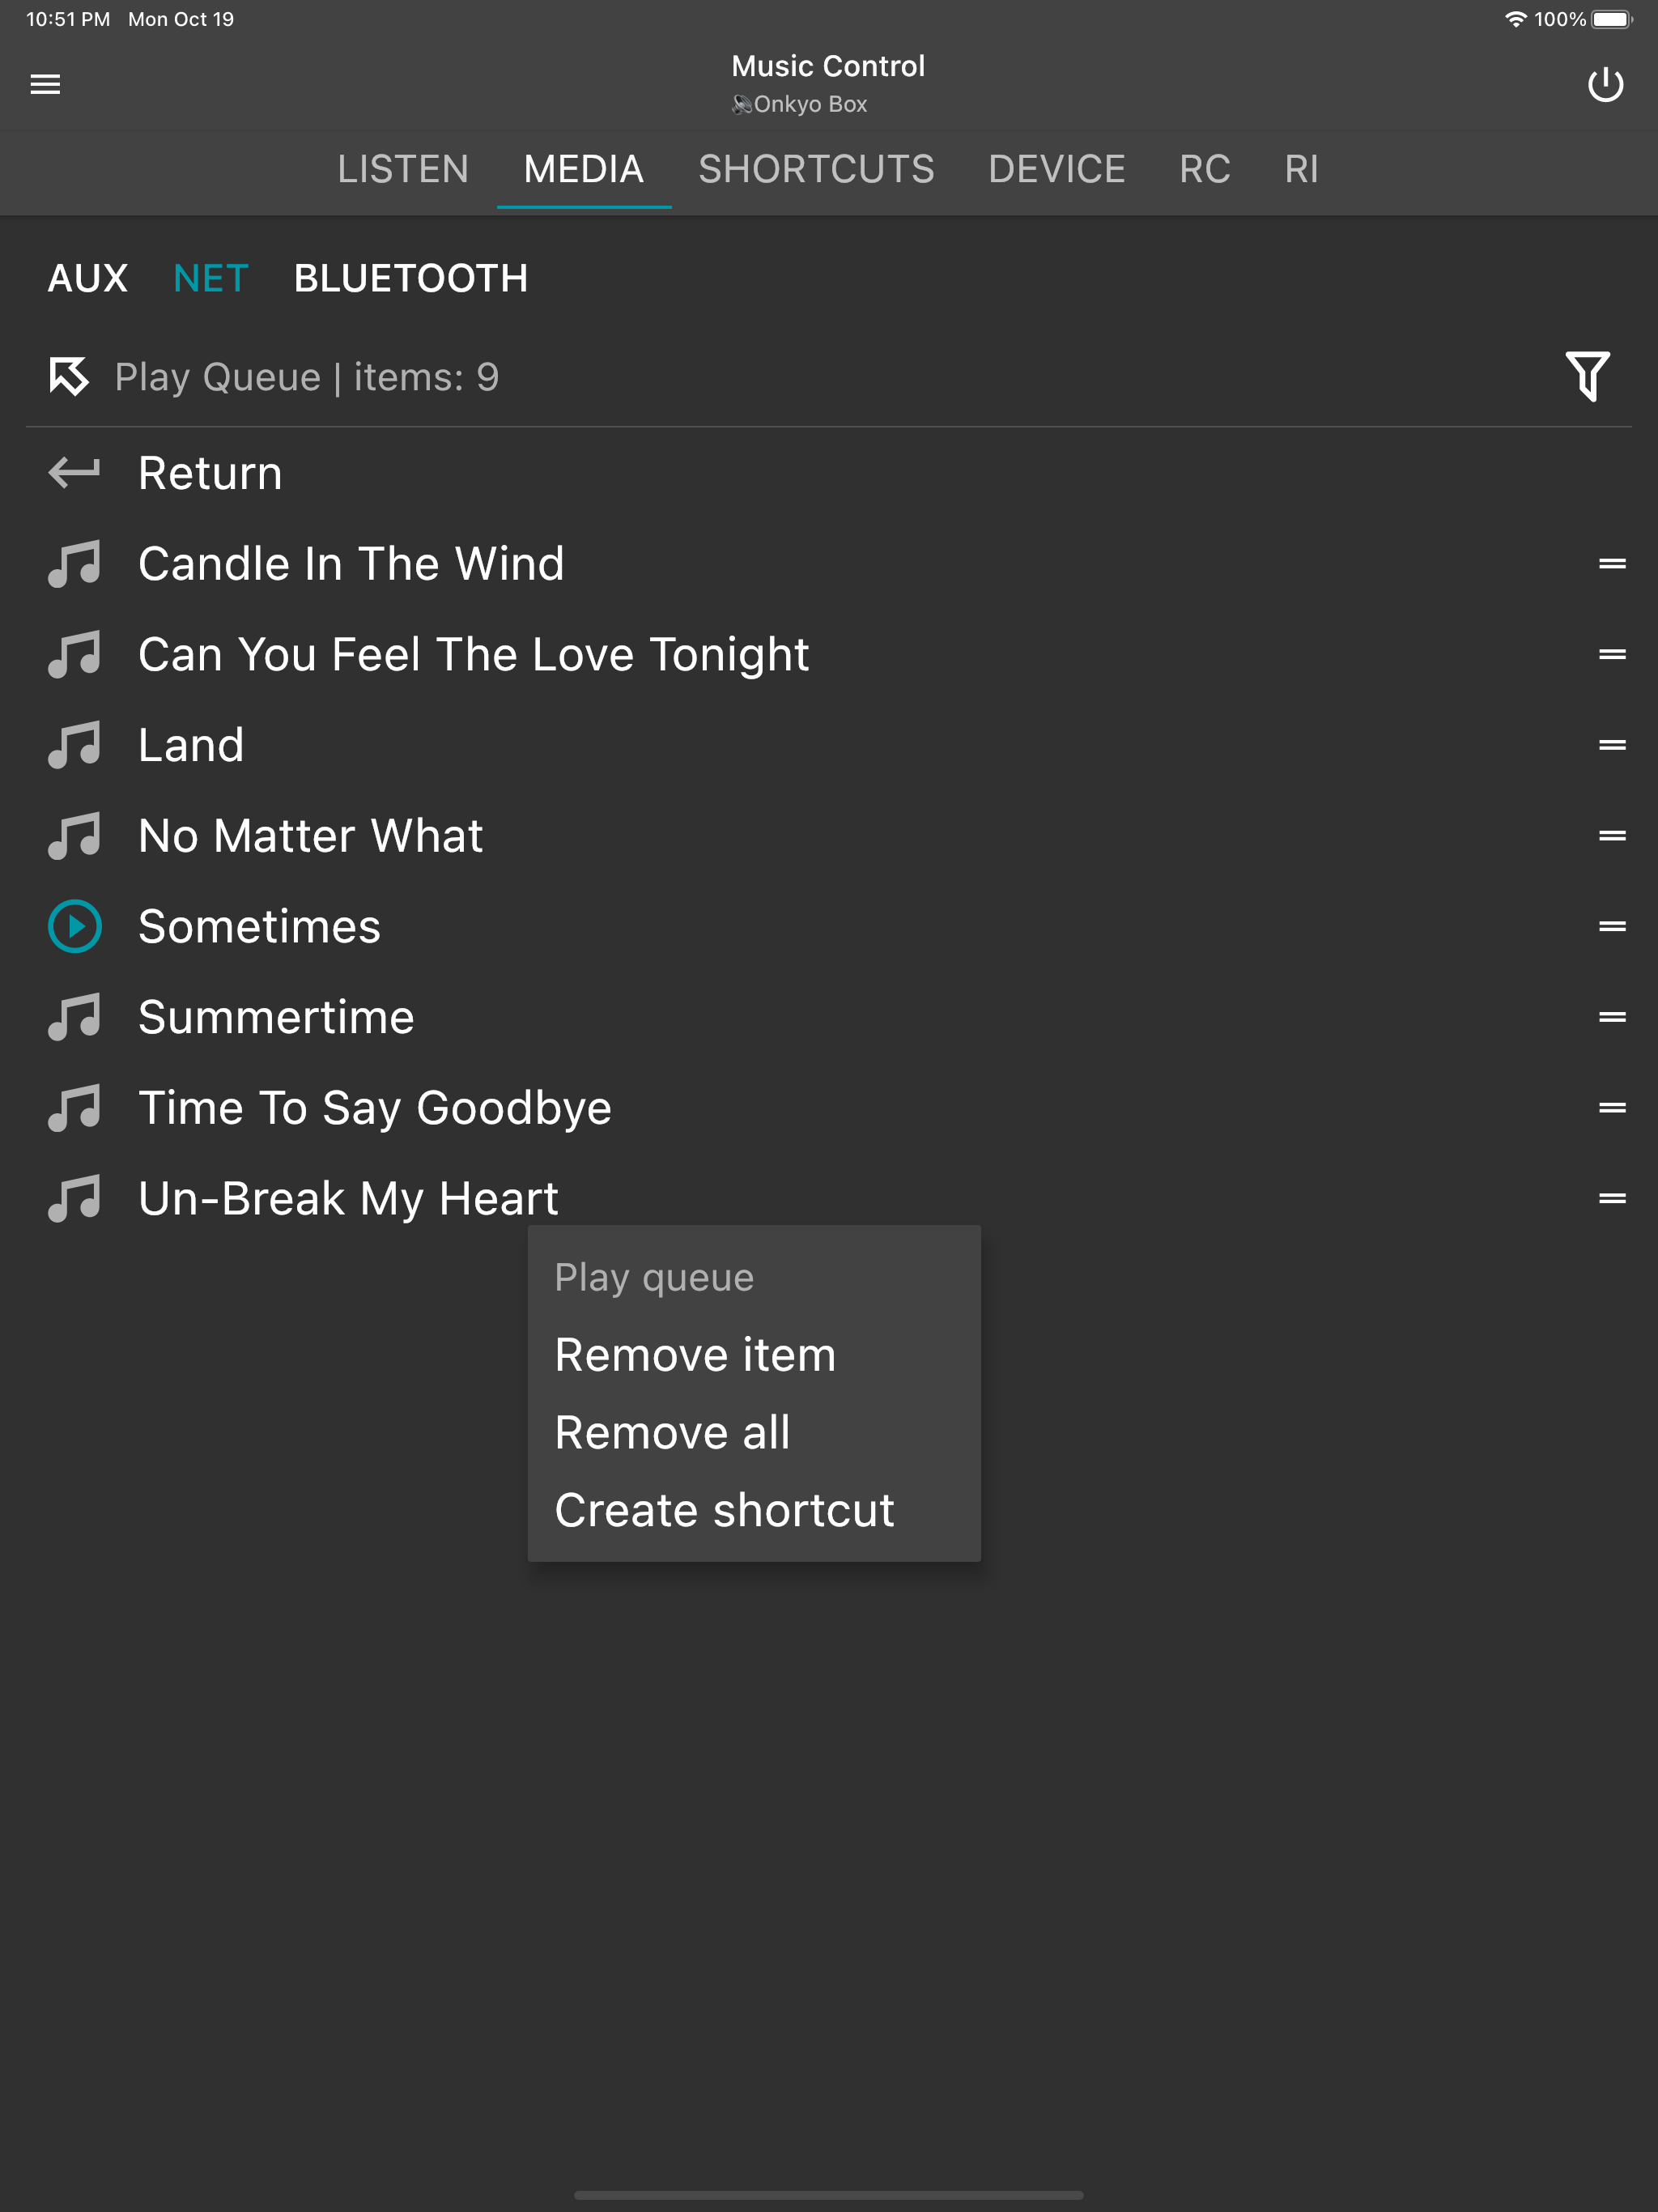 10:51 PM Mon Oct 19 100%
Music Control
Onkyo Box
LISTEN MEDIA SHORTCUTS DEVICE RC RI
AUX NET BLUETOOTH
Play Queue | items: 9
Return
Candle In The Wind
Can You Feel The Love Tonight
Land
No Matter What
Sometimes
Summertime
Time To Say Goodbye
Un-Break My Heart
Play queue
Remove item
Remove all
Create shortcut